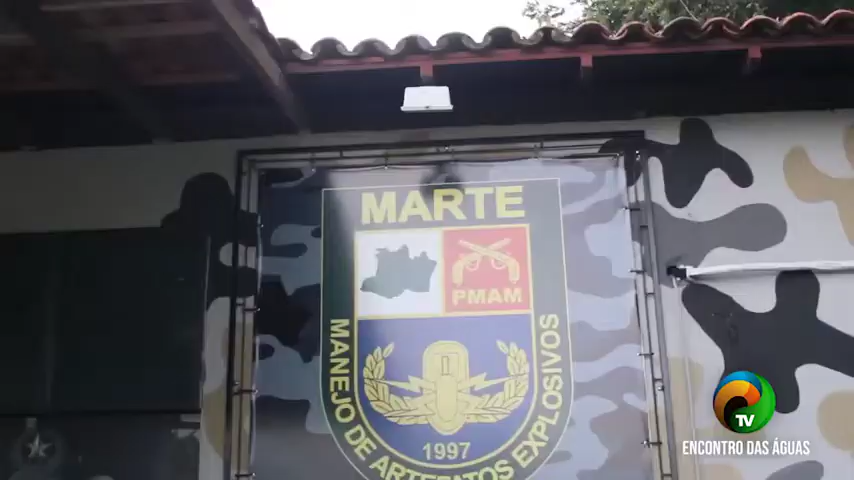 MARTE
PMAM
MANEJO DE ARTEFATOS EXPLOSIVOS
1997
TV
ENCONTRO DAS ÁGUAS